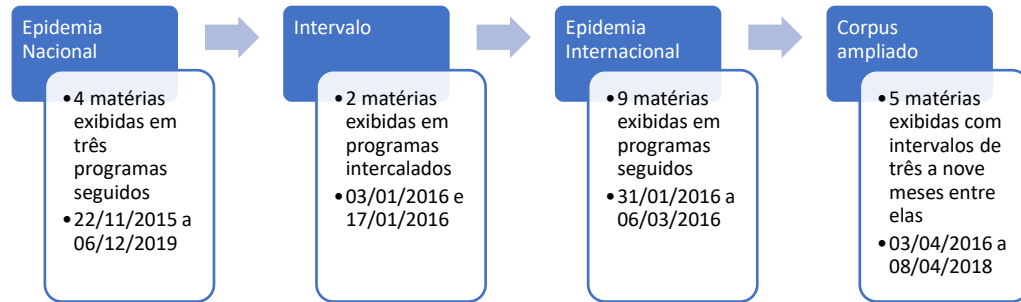 Epidemia
Nacional
•4 matérias
exibidas em
três
programas
seguidos
•22/11/2015 a
06/12/2019
Intervalo
•2 matérias
exibidas em
programas
intercalados
•03/01/2016 e
17/01/2016
Epidemia
Internacional
•9 matérias
exibidas em
programas
seguidos
•31/01/2016 a
06/03/2016
Corpus
ampliado
•5 matérias
exibidas com
intervalos de
três a nove
meses entre
elas
•03/04/2016 a
08/04/2018